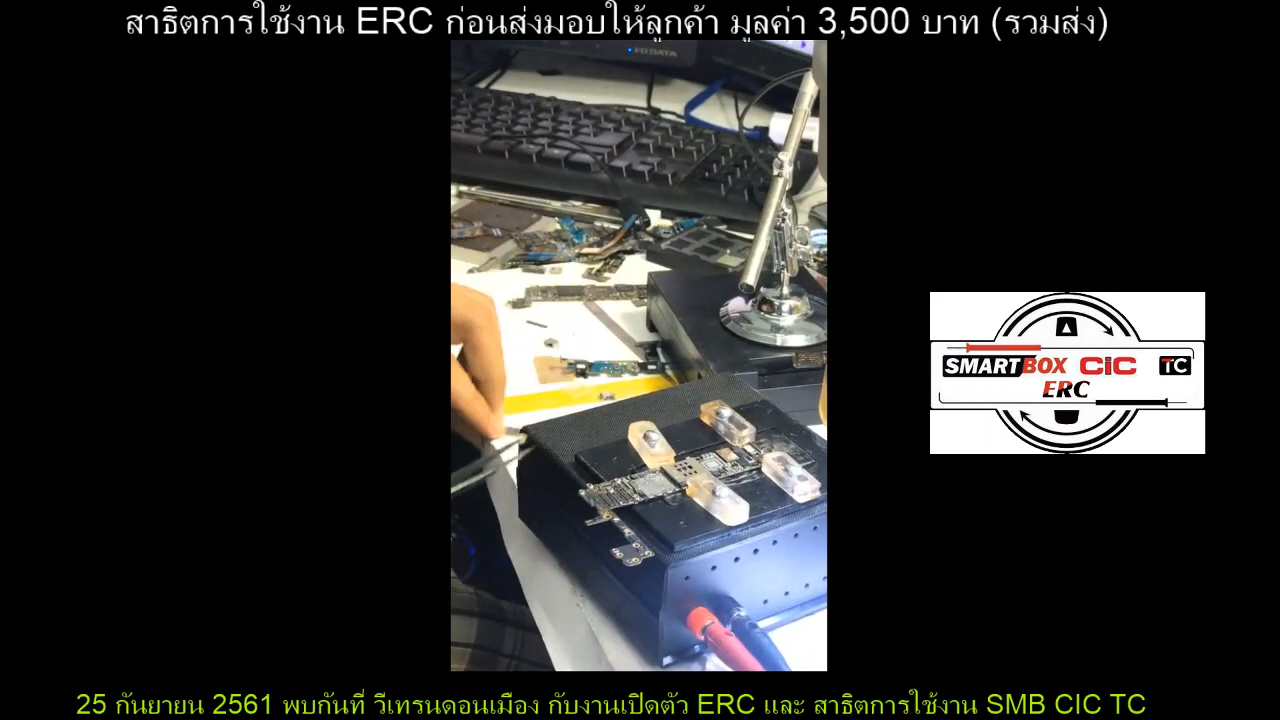 สาธิตการใช้งาน ERC ก่อนส่งมอบให้ลูกค้า มูลค่า 3,500 บาท (รวมส่ง)
I-O DATA
SMARTBOX CiC TC
ERC
25 กันยายน 2561 พบกันที่ วีเทรนดอนเมือง กับงานเปิดตัว ERC และ สาธิตการใช้งาน SMB CIC TC